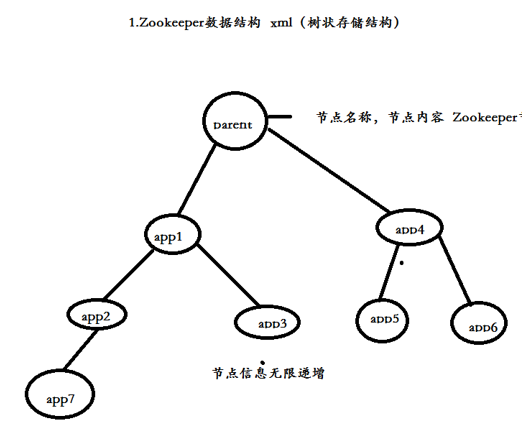 1.Zookeeper数据结构 xml（树状存储结构）
parent
节点名称，节点内容 Zookeeper
app1
app4
app2
app3
app5
app6
节点信息无限递增
app7